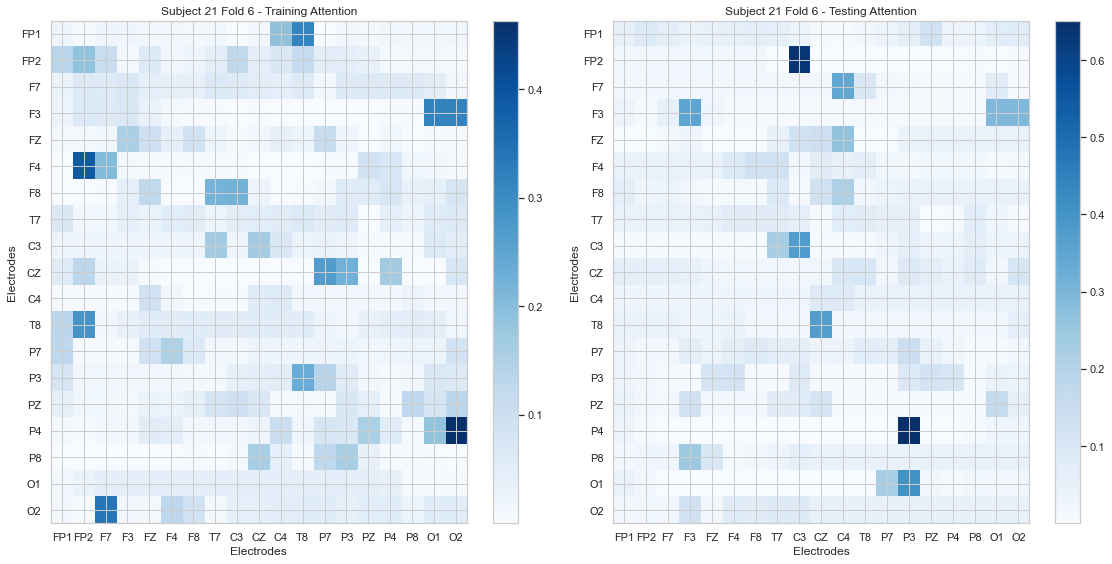 Subject 21 Fold 6 - Training Attention
FP1
FP2
F7
F3
FZ
F4
F8
T7
C3
CZ
C4
T8
P7
P3
PZ
P4
P8
O1
O2
Electrodes
FP1 FP2 F7 F3 FZ F4 F8 T7 C3 CZ C4 T8 P7 P3 PZ P4 P8 O1 O2
Electrodes
0.4
0.3
0.2
0.1
Subject 21 Fold 6 - Testing Attention
FP1
FP2
F7
F3
FZ
F4
F8
T7
C3
CZ
C4
T8
P7
P3
PZ
P4
P8
O1
O2
Electrodes
FP1 FP2 F7 F3 FZ F4 F8 T7 C3 CZ C4 T8 P7 P3 PZ P4 P8 O1 O2
Electrodes
0.6
0.5
0.4
0.3
0.2
0.1